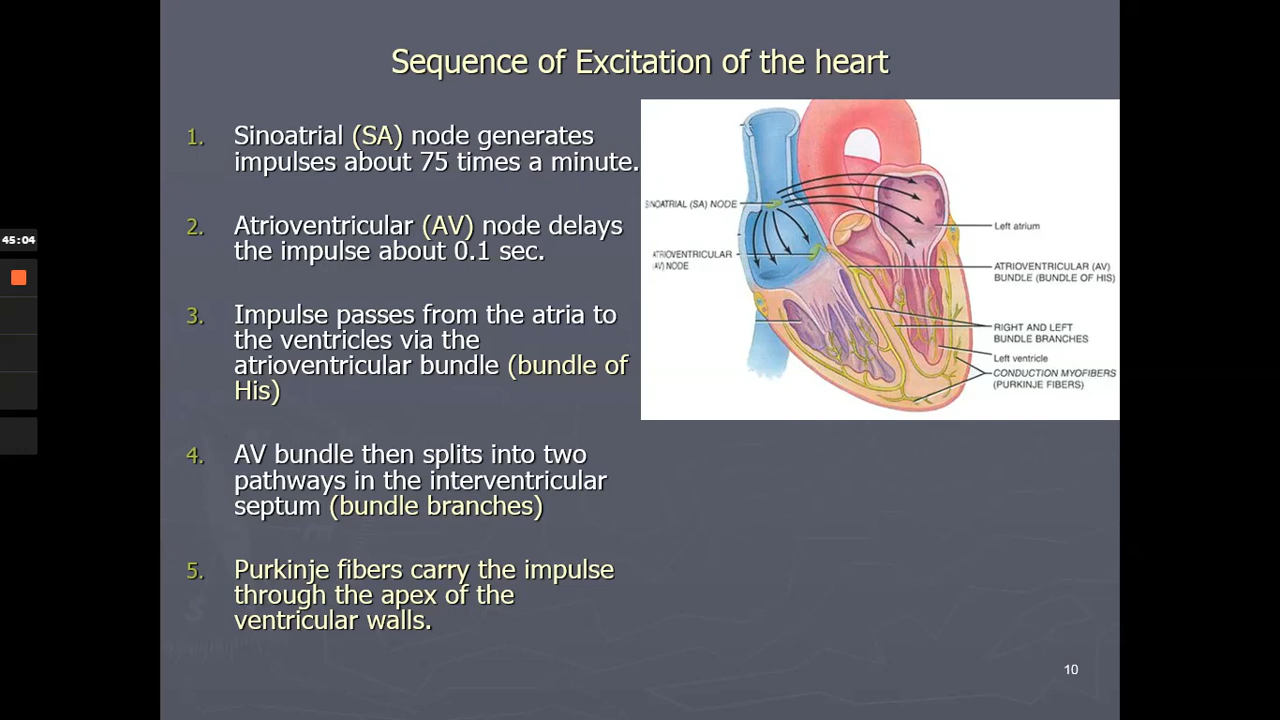 Sequence of Excitation of the heart
1. Sinoatrial (SA) node generates
impulses about 75 times a minute.
2. Atrioventricular (AV) node delays
the impulse about 0.1 sec.
3. Impulse passes from the atria to
the ventricles via the
atrioventricular bundle (bundle of
His)
4. AV bundle then splits into two
pathways in the interventricular
septum (bundle branches)
5. Purkinje fibers carry the impulse
through the apex of the
ventricular walls.
SINOATRIAL (SA) NODE
ATRIOVENTRICULAR
(AV) NODE
Left atrium
ATRIOVENTRICULAR (AV)
BUNDLE (BUNDLE OF HIS)
RIGHT AND LEFT
BUNDLE BRANCHES
Left ventricle
CONDUCTION MYOFIBERS
(PURKINJE FIBERS)
45:04
10